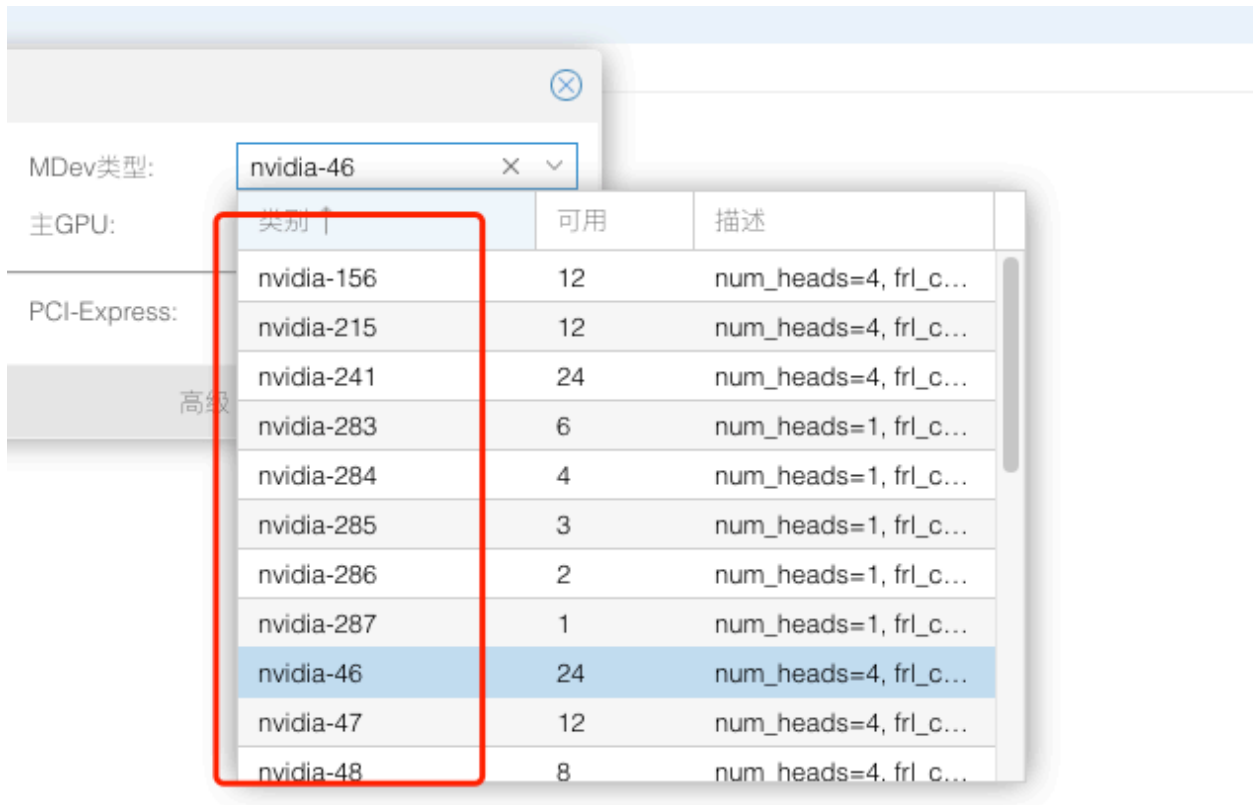 MDev类型: nvidia-46
主GPU:
PCI-Express:
高级
类别 ↑ 可用 描述
nvidia-156 12 num_heads=4, frl_c...
nvidia-215 12 num_heads=4, frl_c...
nvidia-241 24 num_heads=4, frl_c...
nvidia-283 6 num_heads=1, frl_c...
nvidia-284 4 num_heads=1, frl_c...
nvidia-285 3 num_heads=1, frl_c...
nvidia-286 2 num_heads=1, frl_c...
nvidia-287 1 num_heads=1, frl_c...
nvidia-46 24 num_heads=4, frl_c...
nvidia-47 12 num_heads=4, frl_c...
nvidia-48 8 num_heads=4, frl_c...